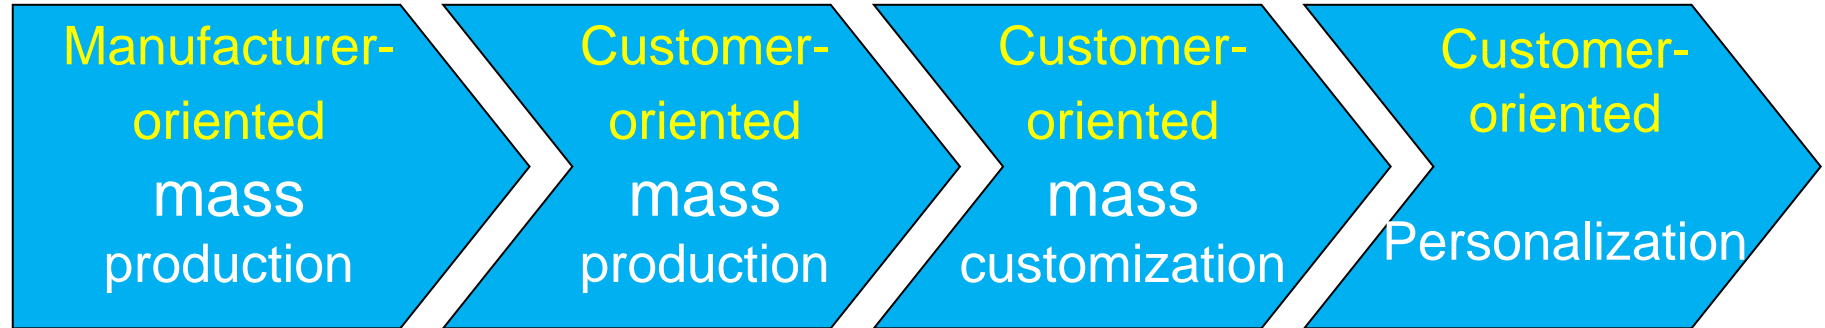 Manufacturer-
oriented
mass
production
Customer-
oriented
mass
production
Customer-
oriented
mass
customization
Customer-
oriented
Personalization